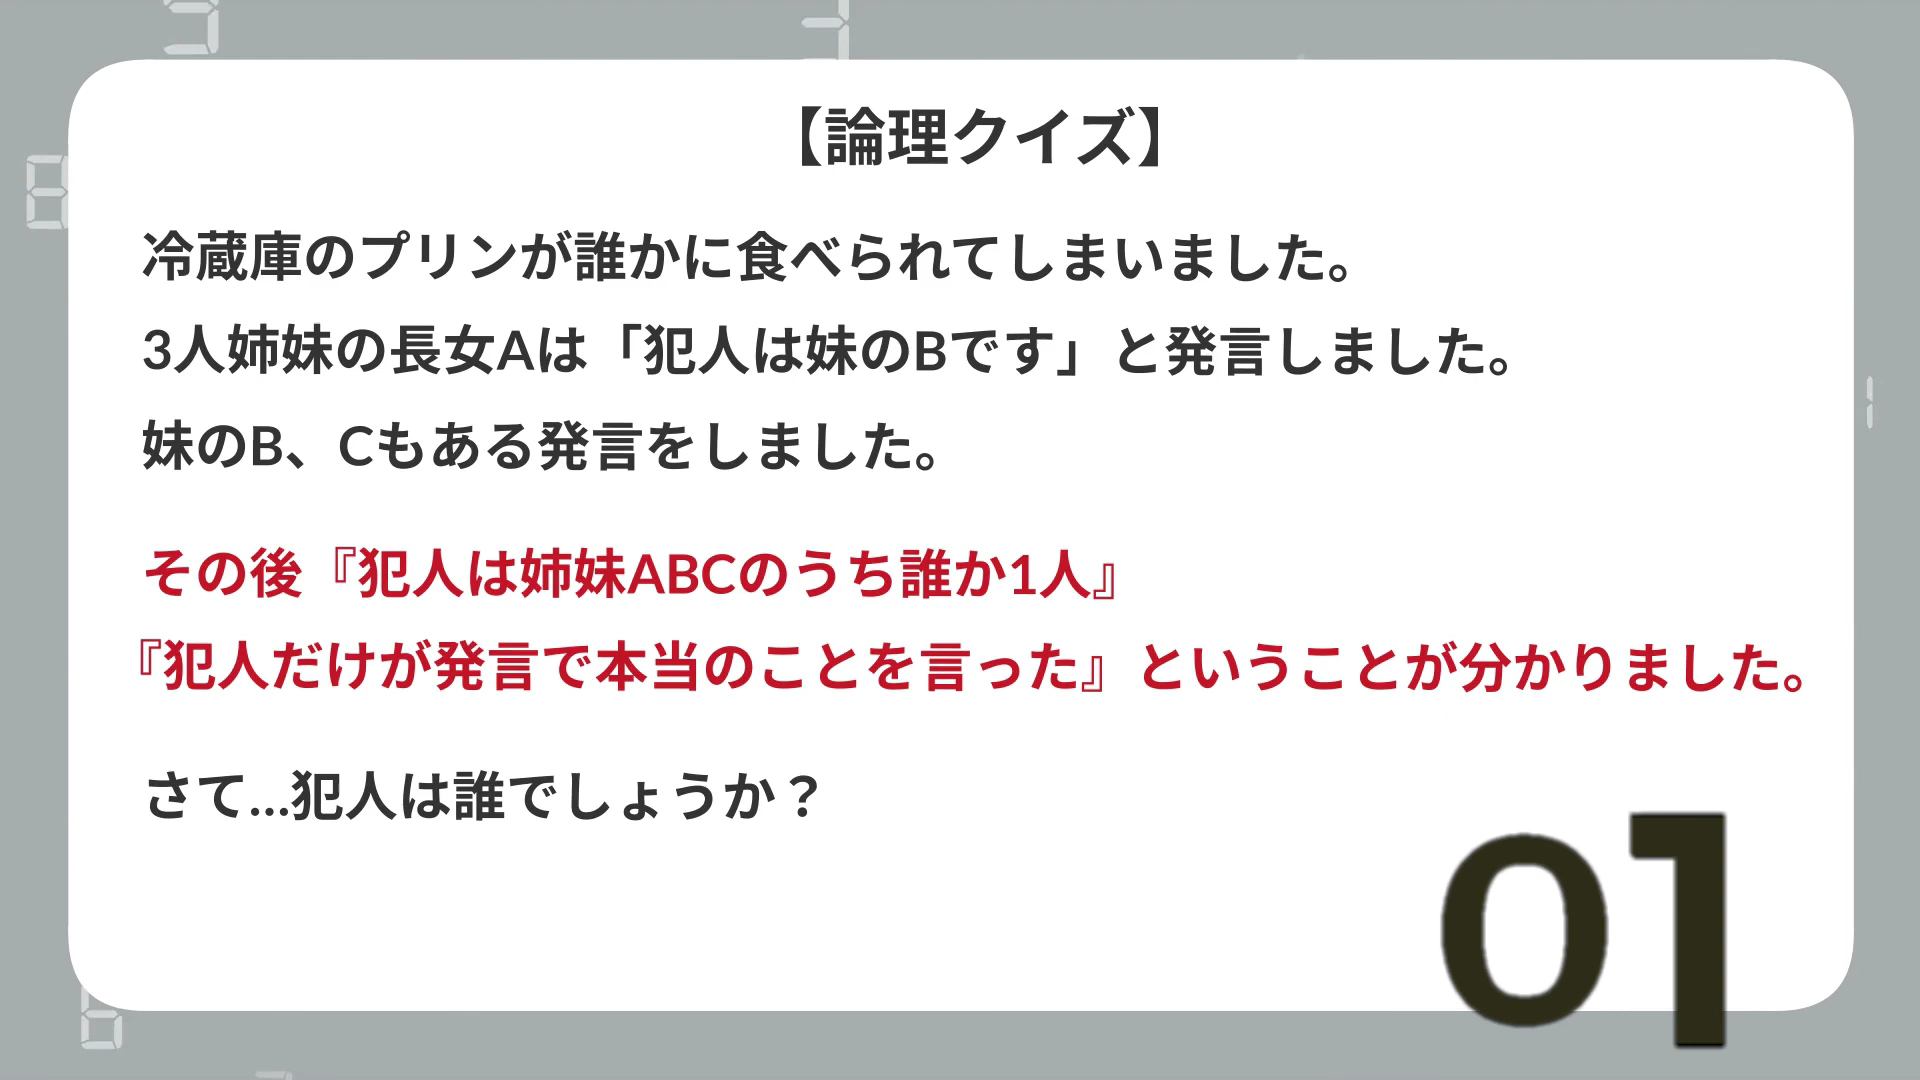 【論理クイズ】
冷蔵庫のプリンが誰かに食べられてしまいました。
3人姉妹の長女Aは「犯人は妹のBです」と発言しました。
妹のB、Cもある発言をしました。
その後『犯人は姉妹ABCのうち誰か1人』
『犯人だけが発言で本当のことを言った』ということが分かりました。
さて...犯人は誰でしょうか？
01